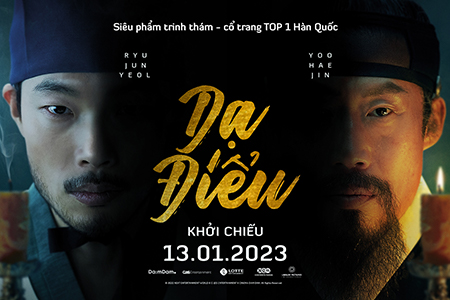 Siêu phẩm trinh thám - cổ trang TOP 1 Hàn Quốc
RYU
JUN
YEOL
YOO
HAE
JIN
Dạ
Điểu
KHỞI CHIẾU
13.01.2023
LOTTE